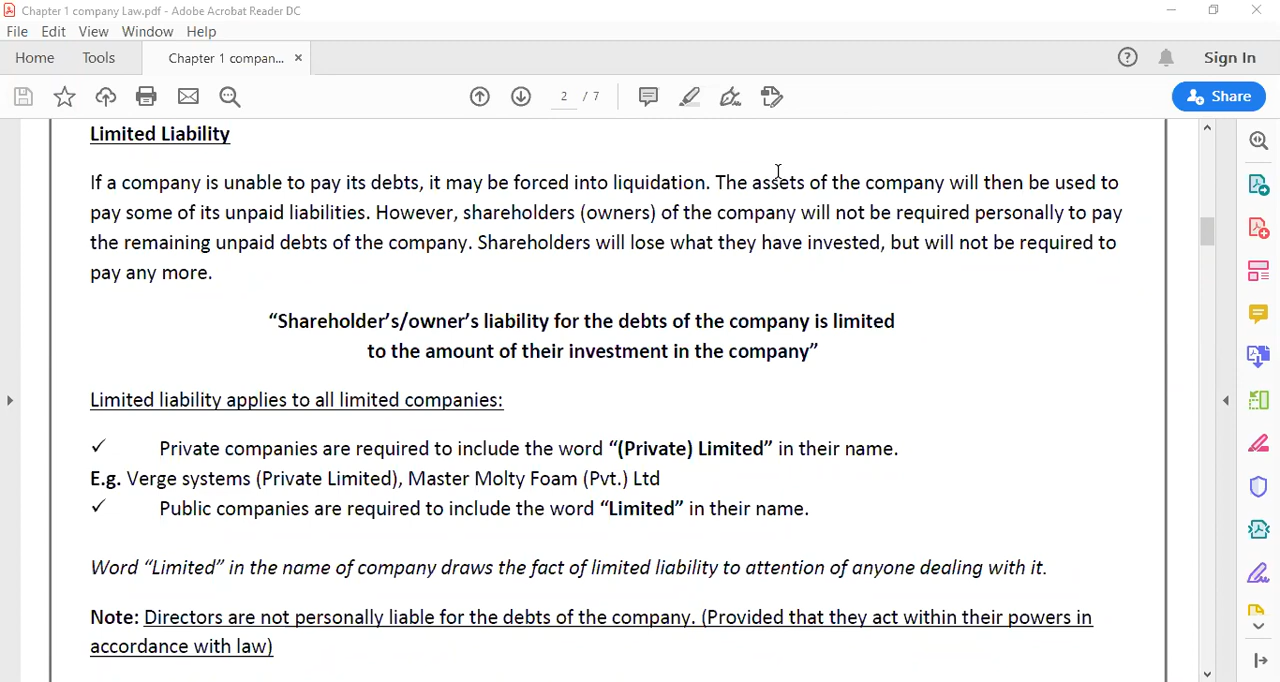 Chapter 1 company Law.pdf - Adobe Acrobat Reader DC
File Edit View Window Help
Home Tools Chapter 1 compan... × Sign In
2 / 7 Share
Limited Liability
If a company is unable to pay its debts, it may be forced into liquidation. The assets of the company will then be used to
pay some of its unpaid liabilities. However, shareholders (owners) of the company will not be required personally to pay
the remaining unpaid debts of the company. Shareholders will lose what they have invested, but will not be required to
pay any more.
“Shareholder’s/owner’s liability for the debts of the company is limited
to the amount of their investment in the company”
Limited liability applies to all limited companies:
✓ Private companies are required to include the word “(Private) Limited” in their name.
E.g. Verge systems (Private Limited), Master Molty Foam (Pvt.) Ltd
✓ Public companies are required to include the word “Limited” in their name.
Word “Limited” in the name of company draws the fact of limited liability to attention of anyone dealing with it.
Note: Directors are not personally liable for the debts of the company. (Provided that they act within their powers in
accordance with law)